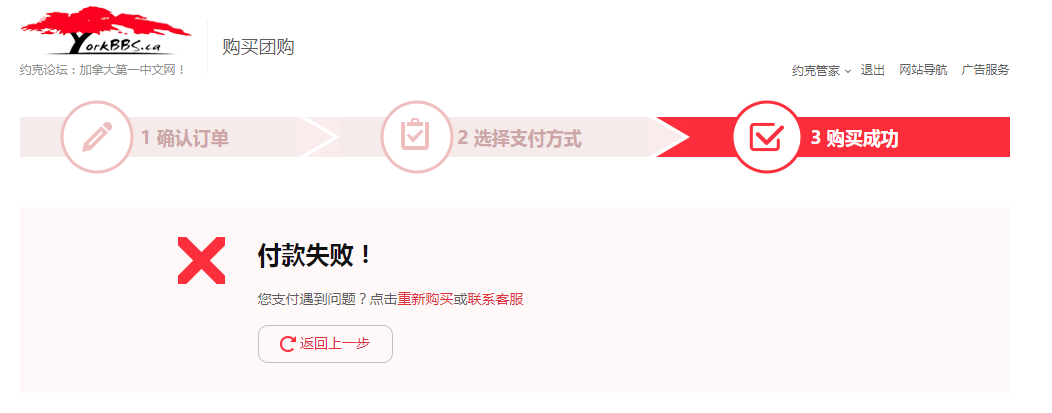 YorkBBS.ca
购买团购
约克论坛：加拿大第一中文网！
约克管家 退出 网站导航 广告服务
1 确认订单
2 选择支付方式
3 购买成功
付款失败！
您支付遇到问题？点击重新购买或联系客服
返回上一步